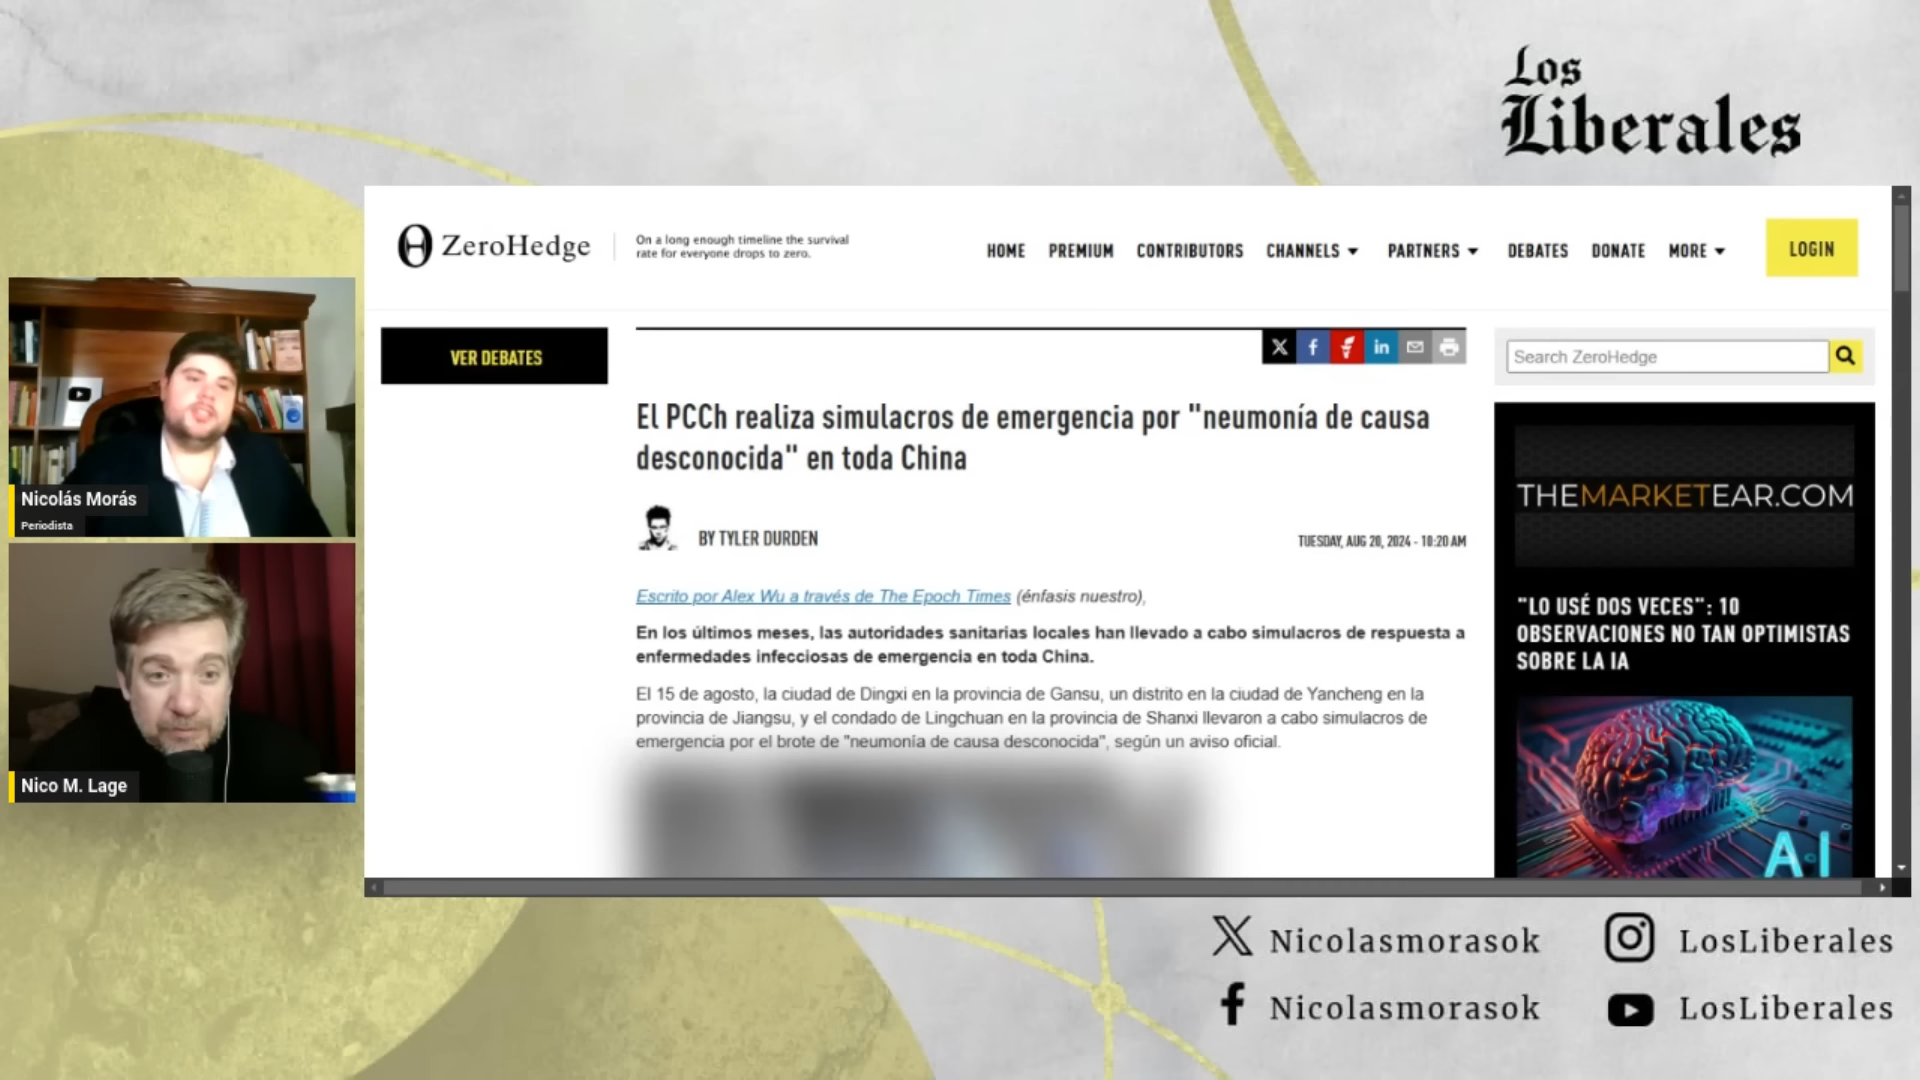 Los
Liberales
ZeroHedge
On a long enough timeline the survival
rate for everyone drops to zero.
HOME PREMIUM CONTRIBUTORS CHANNELS PARTNERS DEBATES DONATE MORE LOGIN
VER DEBATES
Search ZeroHedge
El PCCh realiza simulacros de emergencia por "neumonía de causa
desconocida" en toda China
BY TYLER DURDEN
TUESDAY, AUG 20, 2024 - 10:20 AM
Escrito por Alex Wu a través de The Epoch Times (énfasis nuestro),
En los últimos meses, las autoridades sanitarias locales han llevado a cabo simulacros de respuesta a
enfermedades infecciosas de emergencia en toda China.
El 15 de agosto, la ciudad de Dingxi en la provincia de Gansu, un distrito en la ciudad de Yancheng en la
provincia de Jiangsu, y el condado de Lingchuan en la provincia de Shanxi llevaron a cabo simulacros de
emergencia por el brote de "neumonía de causa desconocida", según un aviso oficial.
THEMARKETEAR.COM
"LO USÉ DOS VECES": 10
OBSERVACIONES NO TAN OPTIMISTAS
SOBRE LA IA
AI
Nicolás Morás
Periodista
Nico M. Lage
Nicolasmorasok
LosLiberales
Nicolasmorasok
LosLiberales